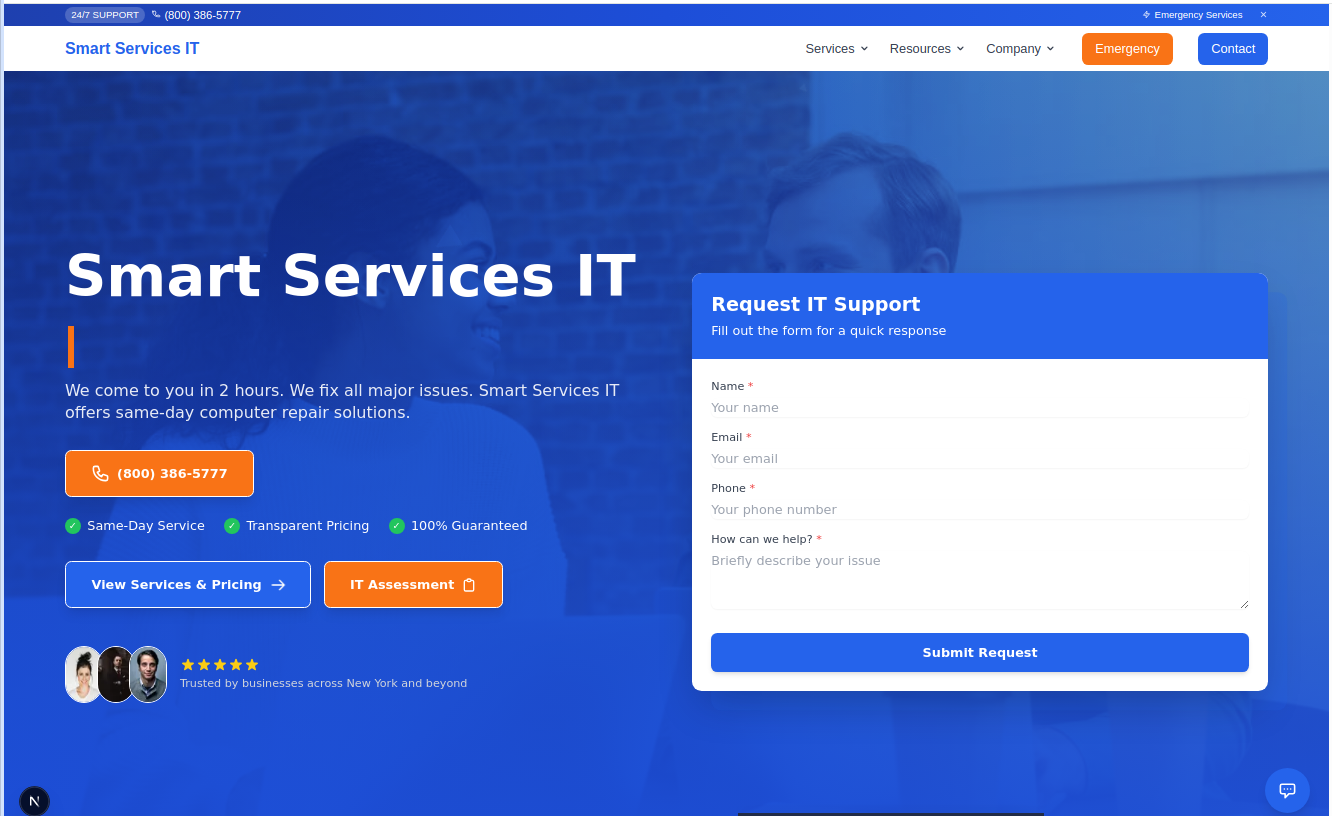 24/7 SUPPORT (800) 386-5777 Emergency Services ×
Smart Services IT Services Resources Company Emergency Contact
Smart Services IT
We come to you in 2 hours. We fix all major issues. Smart Services IT
offers same-day computer repair solutions.
(800) 386-5777
✓ Same-Day Service ✓ Transparent Pricing ✓ 100% Guaranteed
View Services & Pricing → IT Assessment
Trusted by businesses across New York and beyond
Request IT Support
Fill out the form for a quick response
Name *
Your name
Email *
Your email
Phone *
Your phone number
How can we help? *
Briefly describe your issue
Submit Request
N